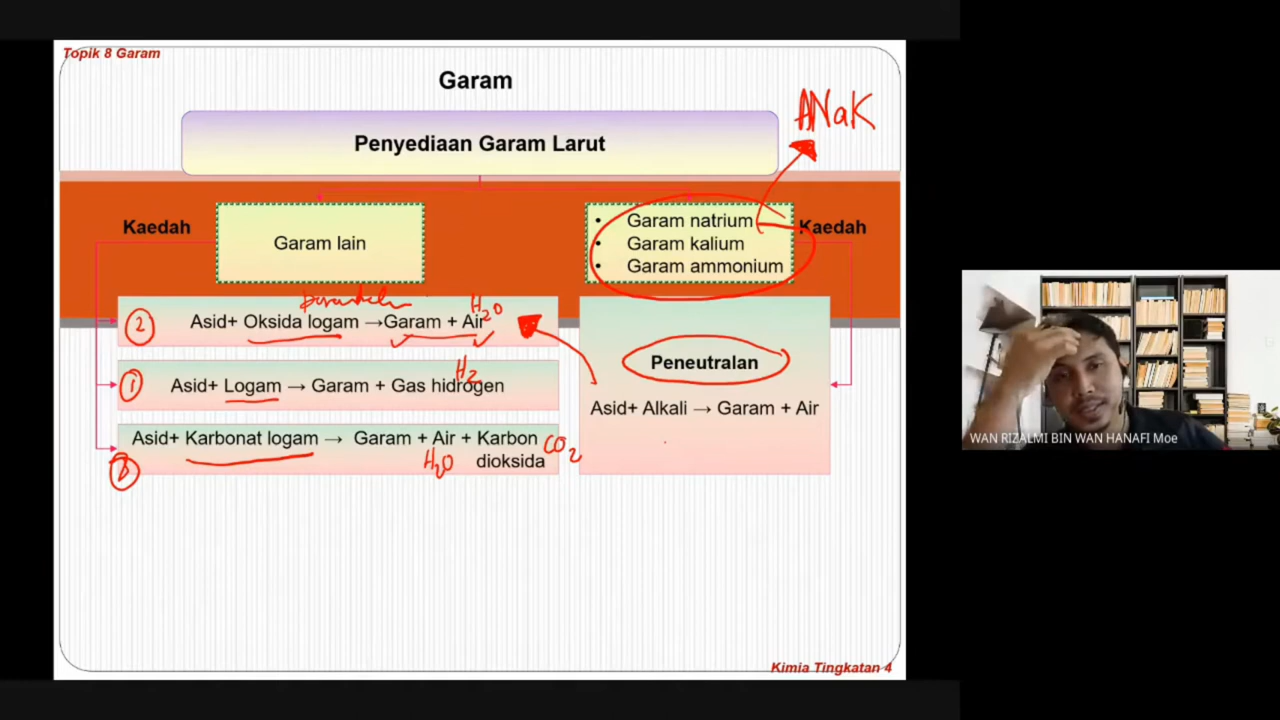 Topik 8 Garam
Garam
ANaK
Penyediaan Garam Larut
Kaedah
Garam lain
• Garam natrium
• Garam kalium
• Garam ammonium
Kaedah
H₂O
② Asid+ Oksida logam →Garam + Air
H₂
① Asid+ Logam → Garam + Gas hidrogen
Asid+ Karbonat logam → Garam + Air + Karbon
dioksida
H₂O
CO₂
Peneutralan
Asid+ Alkali → Garam + Air
WAN RIZALMI BIN WAN HANAFI Moe
Kimia Tingkatan 4